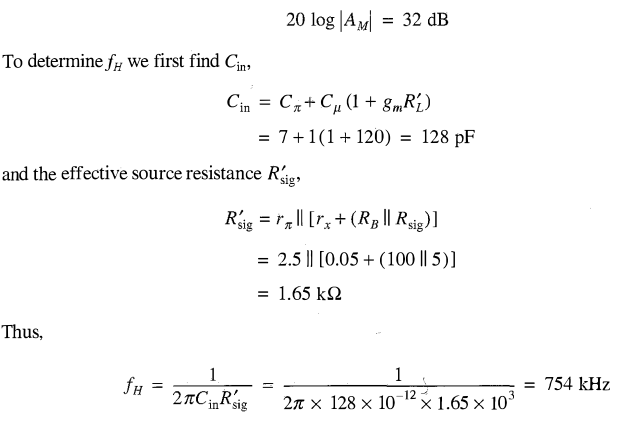 20 log |A_M| = 32 dB
To determine f_H we first find C_in,
C_in = C_π + C_μ (1 + g_m R′_L)
= 7 + 1(1 + 120) = 128 pF
and the effective source resistance R′_sig,
R′_sig = r_π || [r_x + (R_B || R_sig)]
= 2.5 || [0.05 + (100 || 5)]
= 1.65 kΩ
Thus,
f_H = 1 / (2πC_in R′_sig) = 1 / (2π × 128 × 10^−12 × 1.65 × 10^3) = 754 kHz